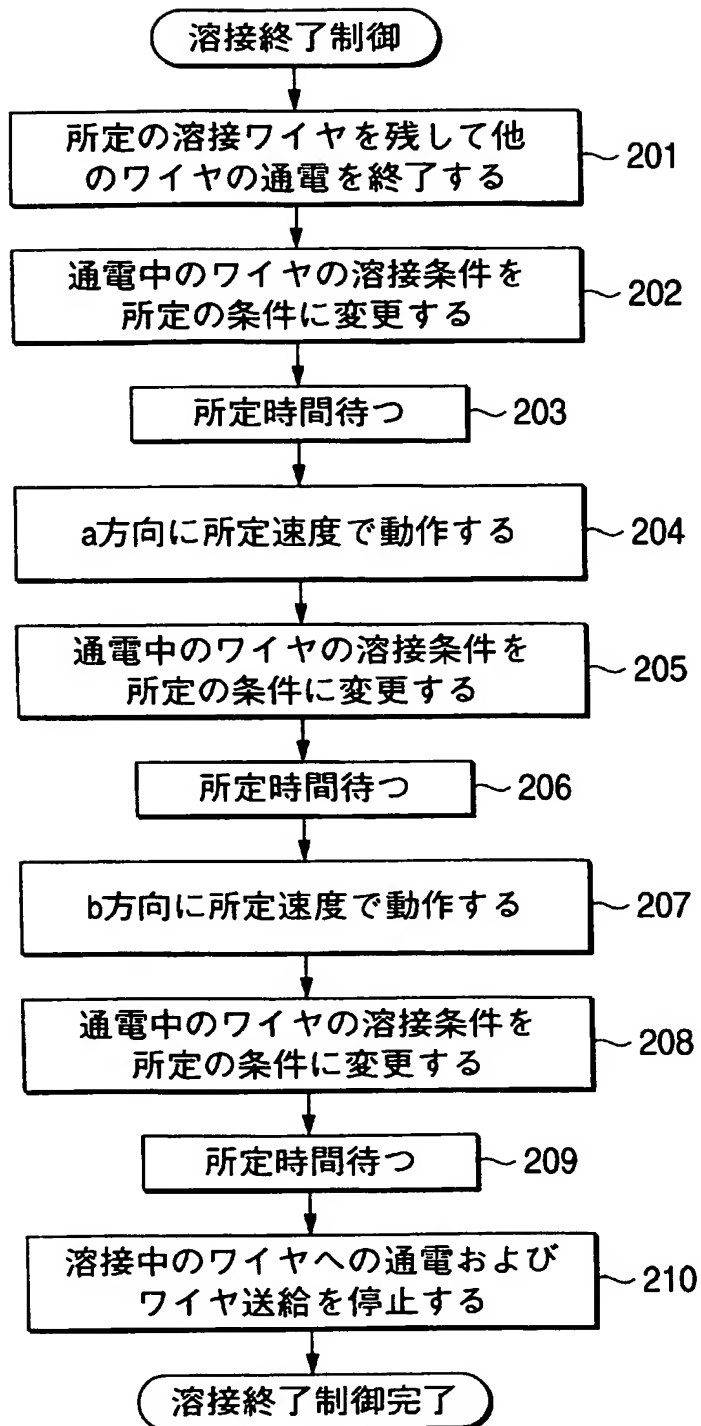 溶接終了制御
所定の溶接ワイヤを残して他
のワイヤの通電を終了する
201
通電中のワイヤの溶接条件を
所定の条件に変更する
202
所定時間待つ
203
a方向に所定速度で動作する
204
通電中のワイヤの溶接条件を
所定の条件に変更する
205
所定時間待つ
206
b方向に所定速度で動作する
207
通電中のワイヤの溶接条件を
所定の条件に変更する
208
所定時間待つ
209
溶接中のワイヤへの通電および
ワイヤ送給を停止する
210
溶接終了制御完了